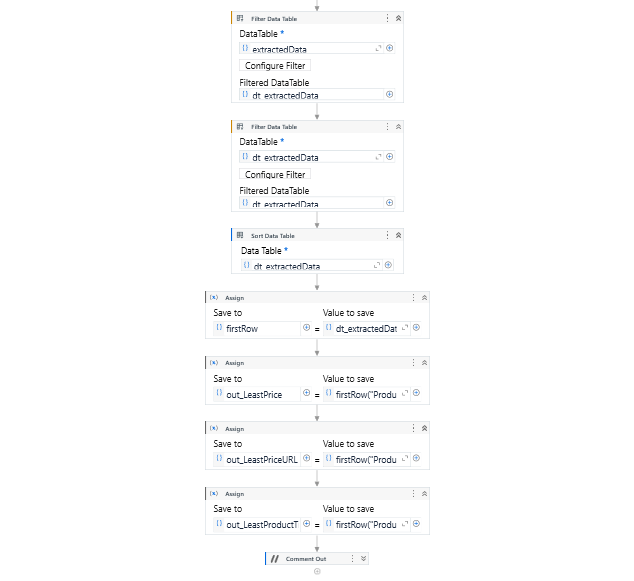 Filter Data Table
DataTable *
extractedData
Configure Filter
Filtered DataTable
dt_extractedData
Filter Data Table
DataTable *
dt_extractedData
Configure Filter
Filtered DataTable
dt_extractedData
Sort Data Table
Data Table *
dt_extractedData
Assign
Save to Value to save
firstRow = dt_extractedDat
Assign
Save to Value to save
out_LeastPrice = firstRow("Produ
Assign
Save to Value to save
out_LeastPriceURL = firstRow("Produ
Assign
Save to Value to save
out_LeastProductT = firstRow("Produ
Comment Out